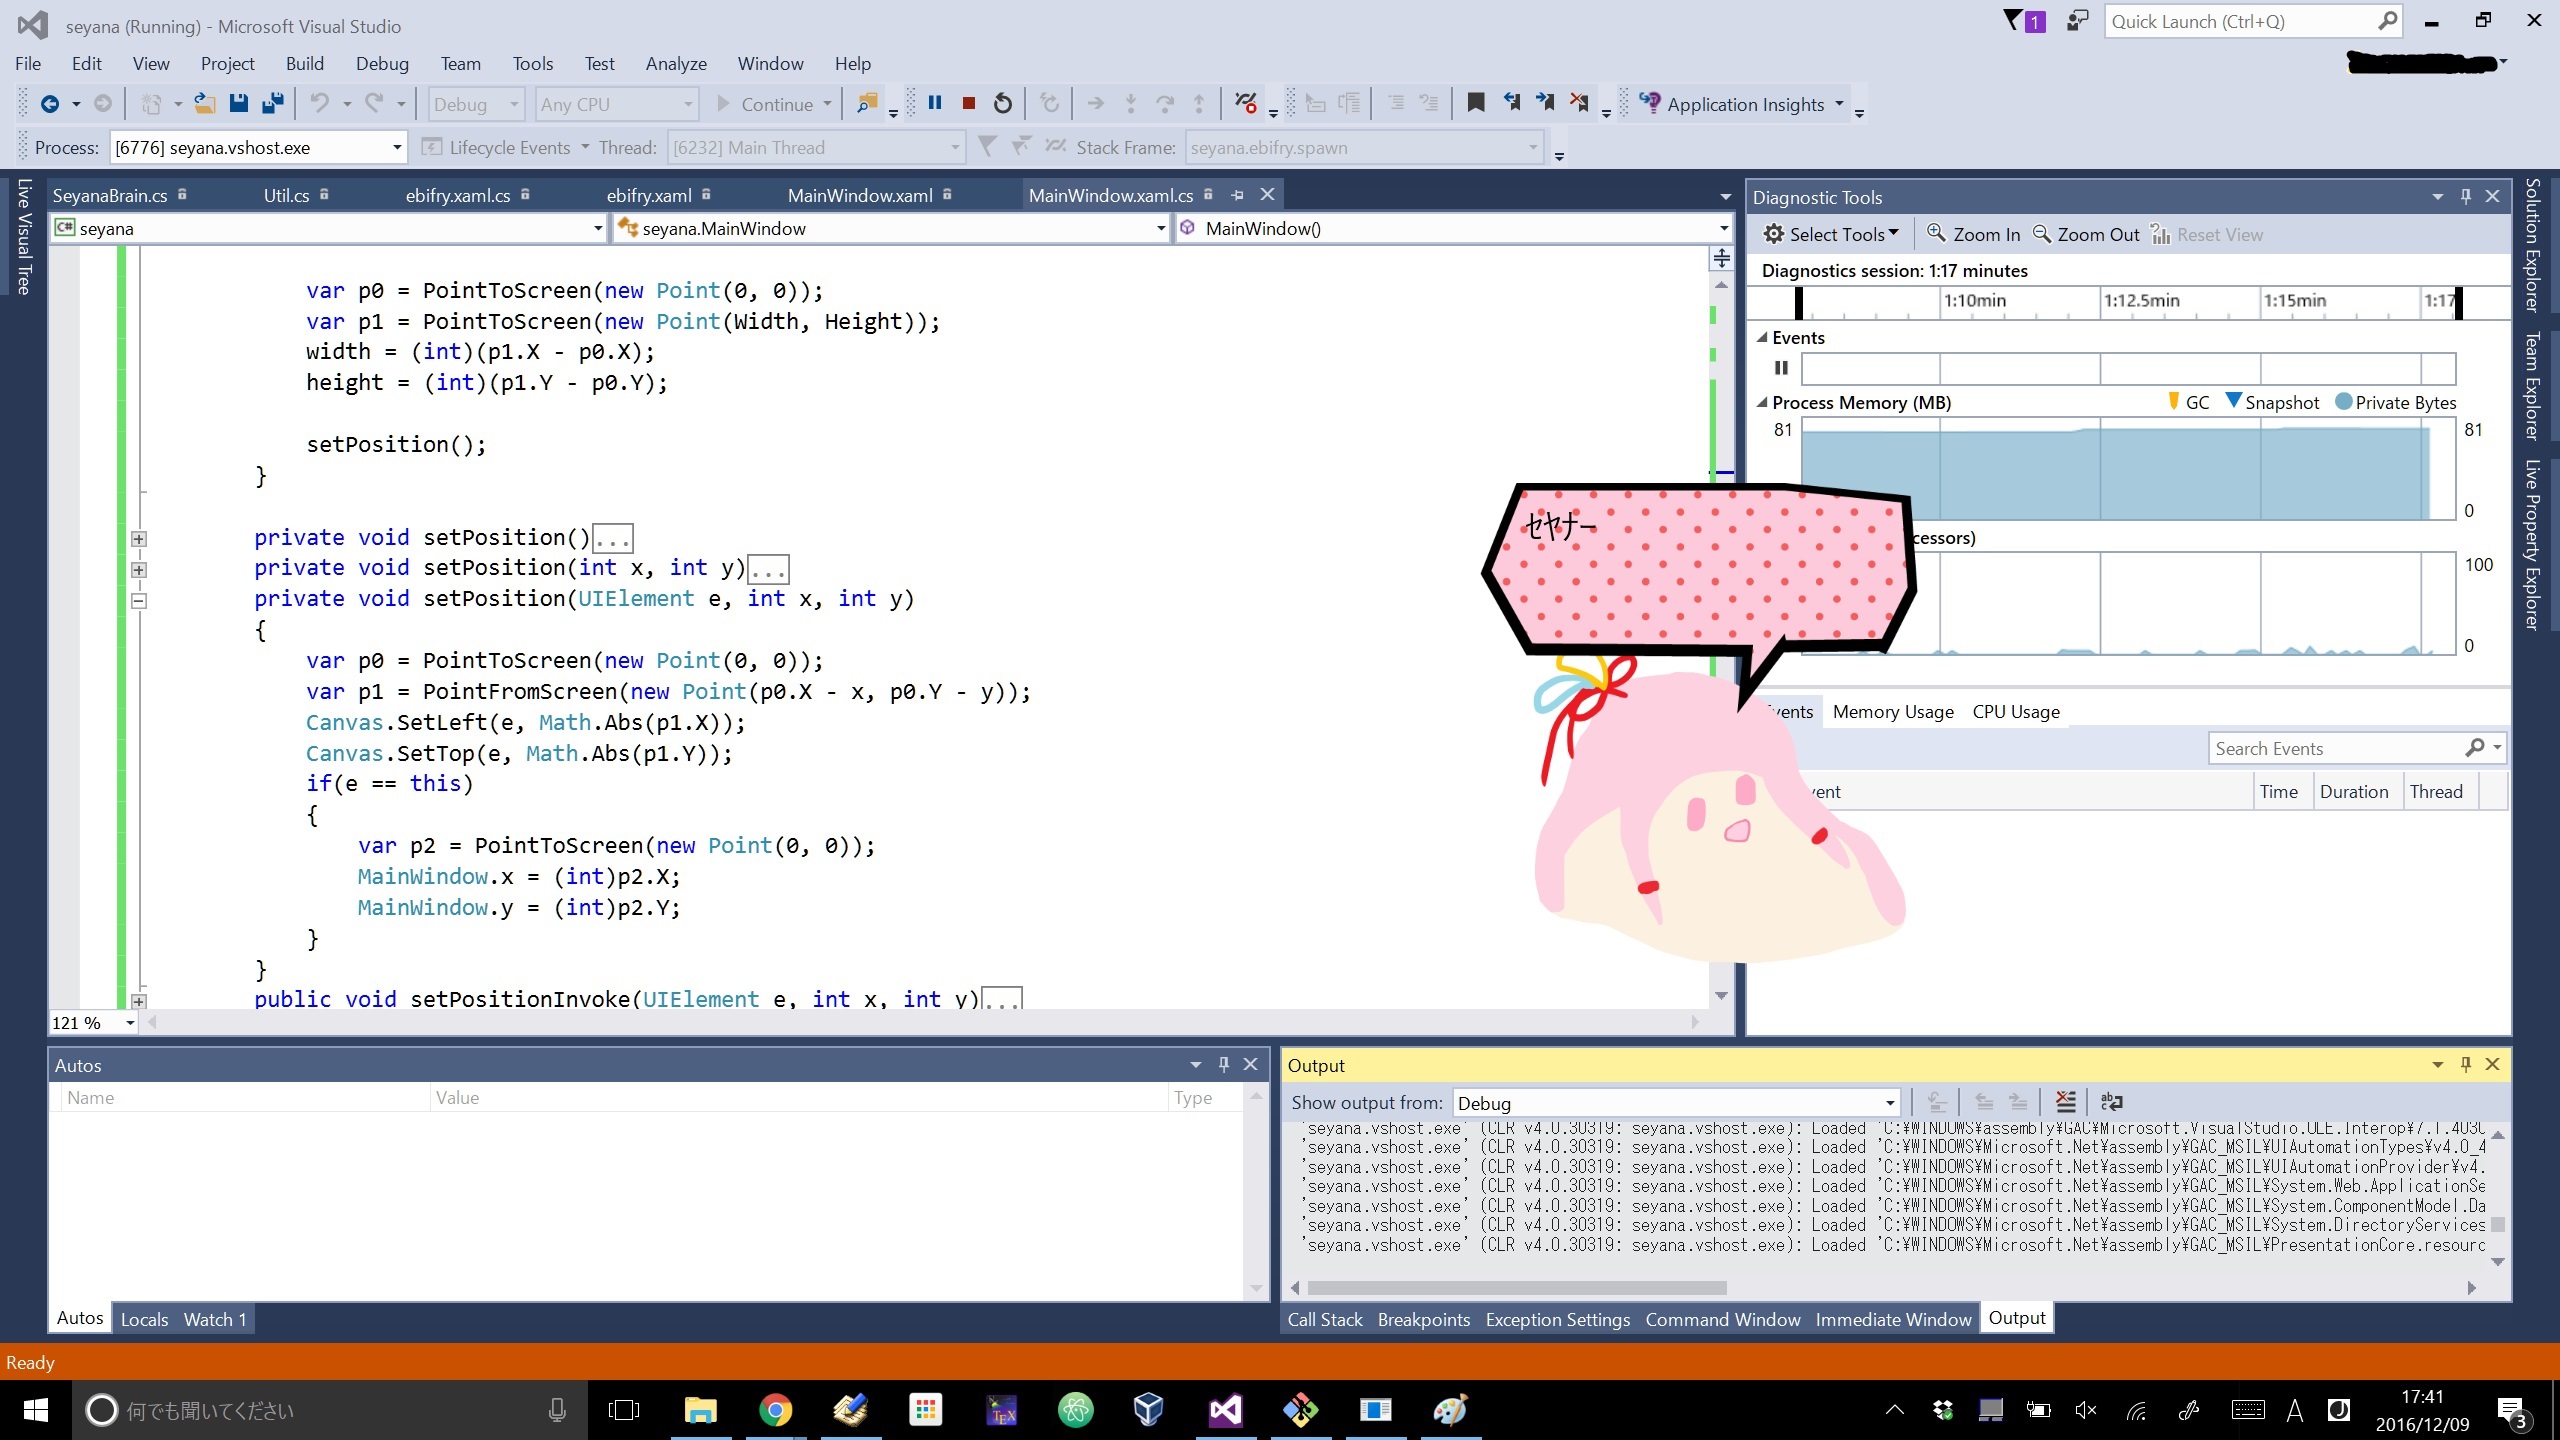 seyana (Running) - Microsoft Visual Studio
1
Quick Launch (Ctrl+Q)
File Edit View Project Build Debug Team Tools Test Analyze Window Help
Debug Any CPU Continue Application Insights
Process: [6776] seyana.vshost.exe Lifecycle Events Thread: [6232] Main Thread Stack Frame: seyana.ebifry.spawn
Live Visual Tree
SeyanaBrain.cs Util.cs ebifry.xaml.cs ebifry.xaml MainWindow.xaml MainWindow.xaml.cs
C# seyana seyana.MainWindow MainWindow()
var p0 = PointToScreen(new Point(0, 0));
var p1 = PointToScreen(new Point(Width, Height));
width = (int)(p1.X - p0.X);
height = (int)(p1.Y - p0.Y);
setPosition();
}
private void setPosition()...
private void setPosition(int x, int y)...
private void setPosition(UIElement e, int x, int y)
{
var p0 = PointToScreen(new Point(0, 0));
var p1 = PointFromScreen(new Point(p0.X - x, p0.Y - y));
Canvas.SetLeft(e, Math.Abs(p1.X));
Canvas.SetTop(e, Math.Abs(p1.Y));
if(e == this)
{
var p2 = PointToScreen(new Point(0, 0));
MainWindow.x = (int)p2.X;
MainWindow.y = (int)p2.Y;
}
}
public void setPositionInvoke(UIElement e, int x, int y)...
121 %
ｾﾔﾅｰ
Diagnostic Tools
Select Tools Zoom In Zoom Out Reset View
Diagnostics session: 1:17 minutes
1:10min 1:12.5min 1:15min 1:17
Events
Process Memory (MB) GC Snapshot Private Bytes
81 81
0
cessors)
100
0
vents Memory Usage CPU Usage
Search Events
vent Time Duration Thread
Solution Explorer
Team Explorer
Live Property Explorer
Autos
Name Value Type
Autos Locals Watch 1
Output
Show output from: Debug
'seyana.vshost.exe' (CLR v4.0.30319: seyana.vshost.exe): Loaded 'C:¥WINDOWS¥assembly¥GAC¥Microsoft.VisualStudio.OLE.Interop¥7.1.4030
'seyana.vshost.exe' (CLR v4.0.30319: seyana.vshost.exe): Loaded 'C:¥WINDOWS¥Microsoft.Net¥assembly¥GAC_MSIL¥UIAutomationTypes¥v4.0_4
'seyana.vshost.exe' (CLR v4.0.30319: seyana.vshost.exe): Loaded 'C:¥WINDOWS¥Microsoft.Net¥assembly¥GAC_MSIL¥UIAutomationProvider¥v4.
'seyana.vshost.exe' (CLR v4.0.30319: seyana.vshost.exe): Loaded 'C:¥WINDOWS¥Microsoft.Net¥assembly¥GAC_MSIL¥System.Web.ApplicationSe
'seyana.vshost.exe' (CLR v4.0.30319: seyana.vshost.exe): Loaded 'C:¥WINDOWS¥Microsoft.Net¥assembly¥GAC_MSIL¥System.ComponentModel.Da
'seyana.vshost.exe' (CLR v4.0.30319: seyana.vshost.exe): Loaded 'C:¥WINDOWS¥Microsoft.Net¥assembly¥GAC_MSIL¥System.DirectoryServices
'seyana.vshost.exe' (CLR v4.0.30319: seyana.vshost.exe): Loaded 'C:¥WINDOWS¥Microsoft.Net¥assembly¥GAC_MSIL¥PresentationCore.resourc
Call Stack Breakpoints Exception Settings Command Window Immediate Window Output
Ready
何でも聞いてください
TEX
A
17:41
2016/12/09
3